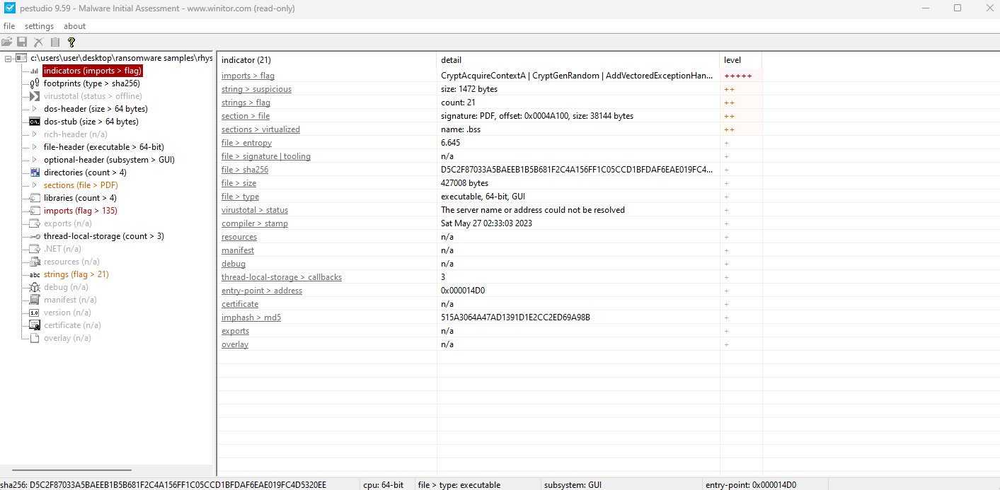 pestudio 9.59 - Malware Initial Assessment - www.winitor.com (read-only)
file settings about
c:\users\user\desktop\ransomware samples\rhys
indicators (imports > flag)
footprints (type > sha256)
virustotal (status > offline)
dos-header (size > 64 bytes)
dos-stub (size > 64 bytes)
rich-header (n/a)
file-header (executable > 64-bit)
optional-header (subsystem > GUI)
directories (count > 4)
sections (file > PDF)
libraries (count > 4)
imports (flag > 135)
exports (n/a)
thread-local-storage (count > 3)
.NET (n/a)
resources (n/a)
abc strings (flag > 21)
debug (n/a)
manifest (n/a)
1.0 version (n/a)
certificate (n/a)
overlay (n/a)
indicator (21) detail level
imports > flag CryptAcquireContextA | CryptGenRandom | AddVectoredExceptionHan... +++++
string > suspicious size: 1472 bytes ++
strings > flag count: 21 ++
section > file signature: PDF, offset: 0x0004A100, size: 38144 bytes ++
sections > virtualized name: .bss ++
file > entropy 6.645 +
file > signature | tooling n/a +
file > sha256 D5C2F87033A5BAEEB1B5B681F2C4A156FF1C05CCD1BFDAF6EAE019FC4... +
file > size 427008 bytes +
file > type executable, 64-bit, GUI +
virustotal > status The server name or address could not be resolved +
compiler > stamp Sat May 27 02:33:03 2023 +
resources n/a +
manifest n/a +
debug n/a +
thread-local-storage > callbacks 3 +
entry-point > address 0x000014D0 +
certificate n/a +
imphash > md5 515A3064A47AD1391D1E2CC2ED69A98B +
exports n/a +
overlay n/a +
sha256: D5C2F87033A5BAEEB1B5B681F2C4A156FF1C05CCD1BFDAF6EAE019FC4D5320EE cpu: 64-bit file > type: executable subsystem: GUI entry-point: 0x000014D0